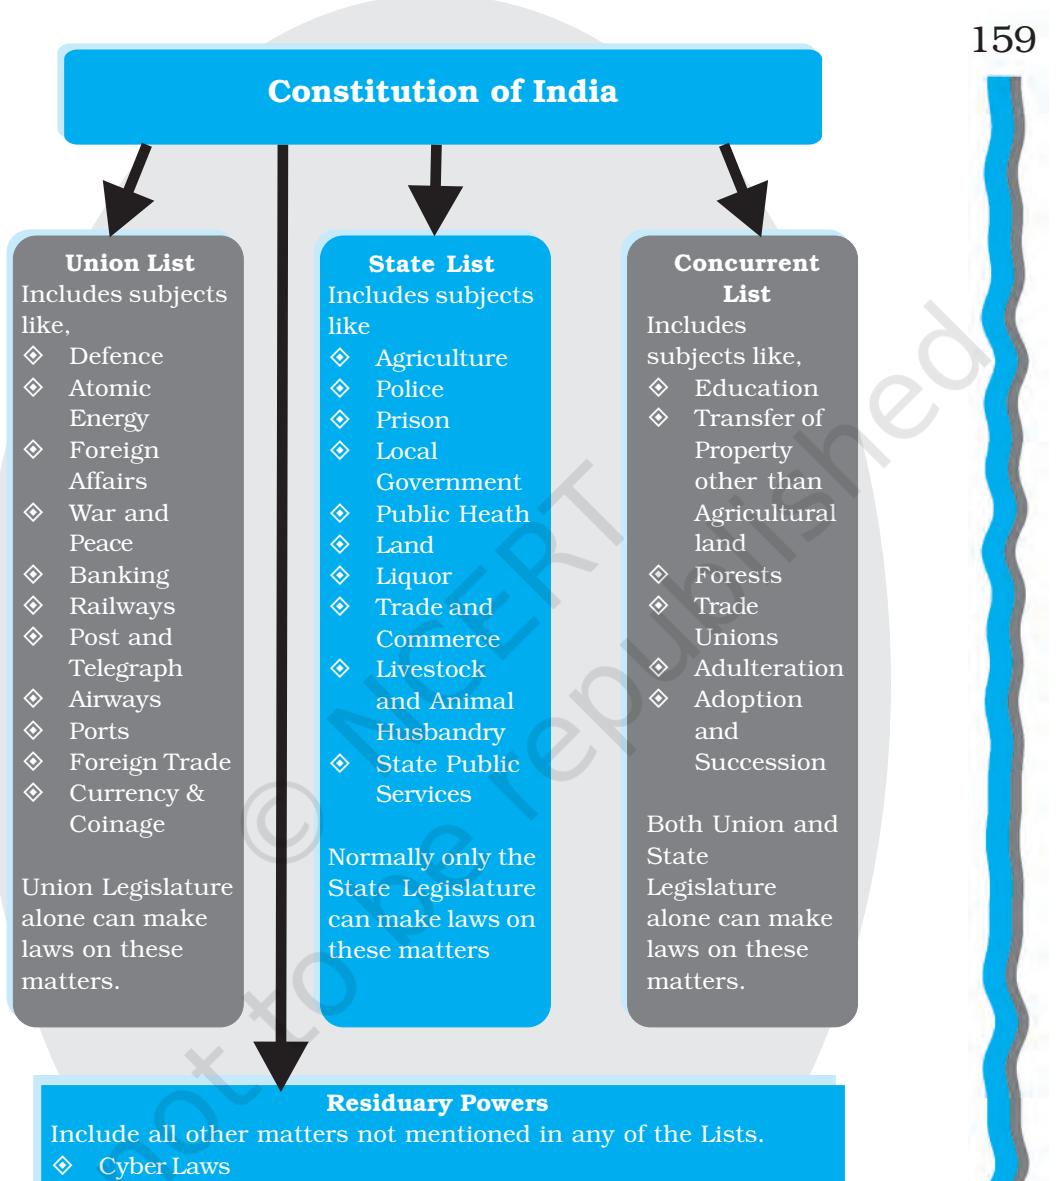 159
Constitution of India
Union List
Includes subjects
like,
Defence
Atomic
Energy
Foreign
Affairs
War and
Peace
Banking
Railways
Post and
Telegraph
Airways
Ports
Foreign Trade
Currency &
Coinage
Union Legislature
alone can make
laws on these
matters.
State List
Includes subjects
like
Agriculture
Police
Prison
Local
Government
Public Heath
Land
Liquor
Trade and
Commerce
Livestock
and Animal
Husbandry
State Public
Services
Normally only the
State Legislature
can make laws on
these matters
Concurrent
List
Includes
subjects like,
Education
Transfer of
Property
other than
Agricultural
land
Forests
Trade
Unions
Adulteration
Adoption
and
Succession
Both Union and
State
Legislature
alone can make
laws on these
matters.
Residuary Powers
Include all other matters not mentioned in any of the Lists.
Cyber Laws
© NCERT
not to be republished